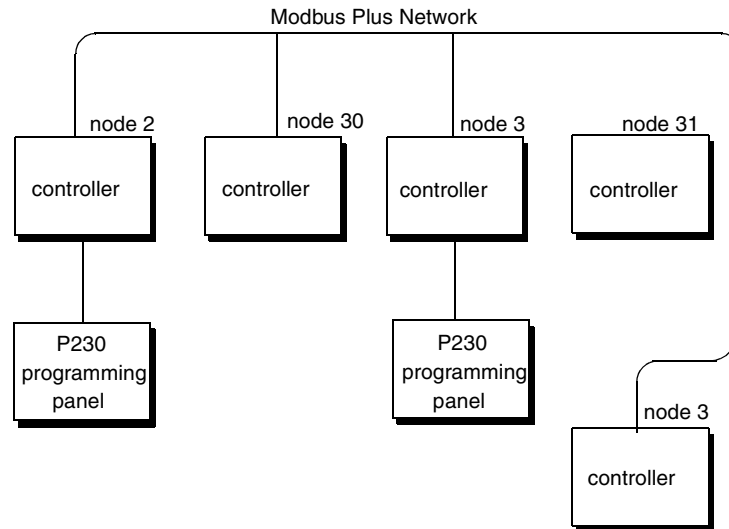 Modbus Plus Network
node 2
node 30
node 3
node 31
controller
controller
controller
controller
P230
programming
panel
P230
programming
panel
node 3
controller